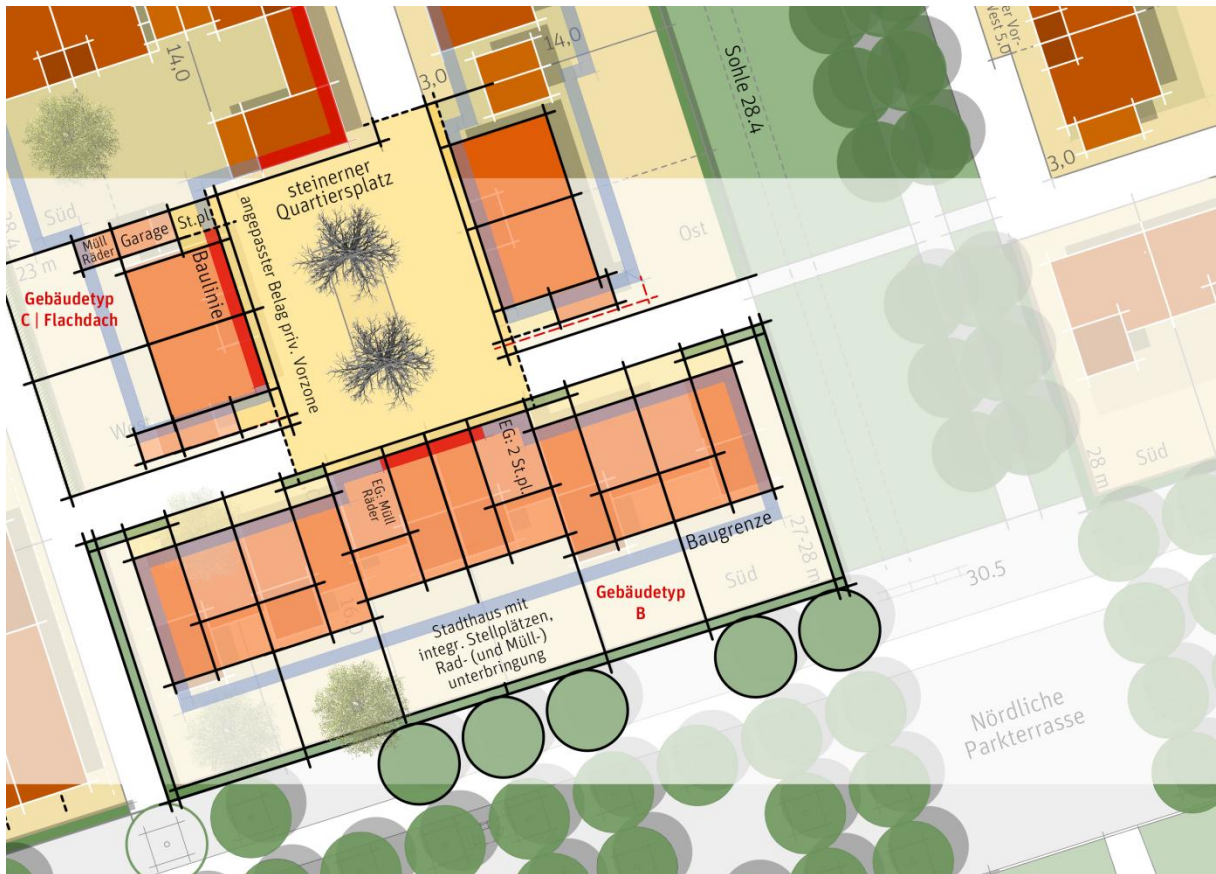 14,0
3,0
14,0
Sohle 28.4
West 5.0
3,0
steinerner
Quartiersplatz
angepasster Belag priv. Vorzone
28.4
Süd
23 m
Müll
Räder
Garage
St.pl.
Baulinie
Gebäudetyp
C | Flachdach
West
Ost
28 m
Süd
EG: Müll
Räder
EG: 2 St.pl.
Baugrenze
27-28 m
Süd
Gebäudetyp
B
30.5
Stadthaus mit
integr. Stellplätzen,
Rad- (und Müll-)
unterbringung
Nördliche
Parkterrasse